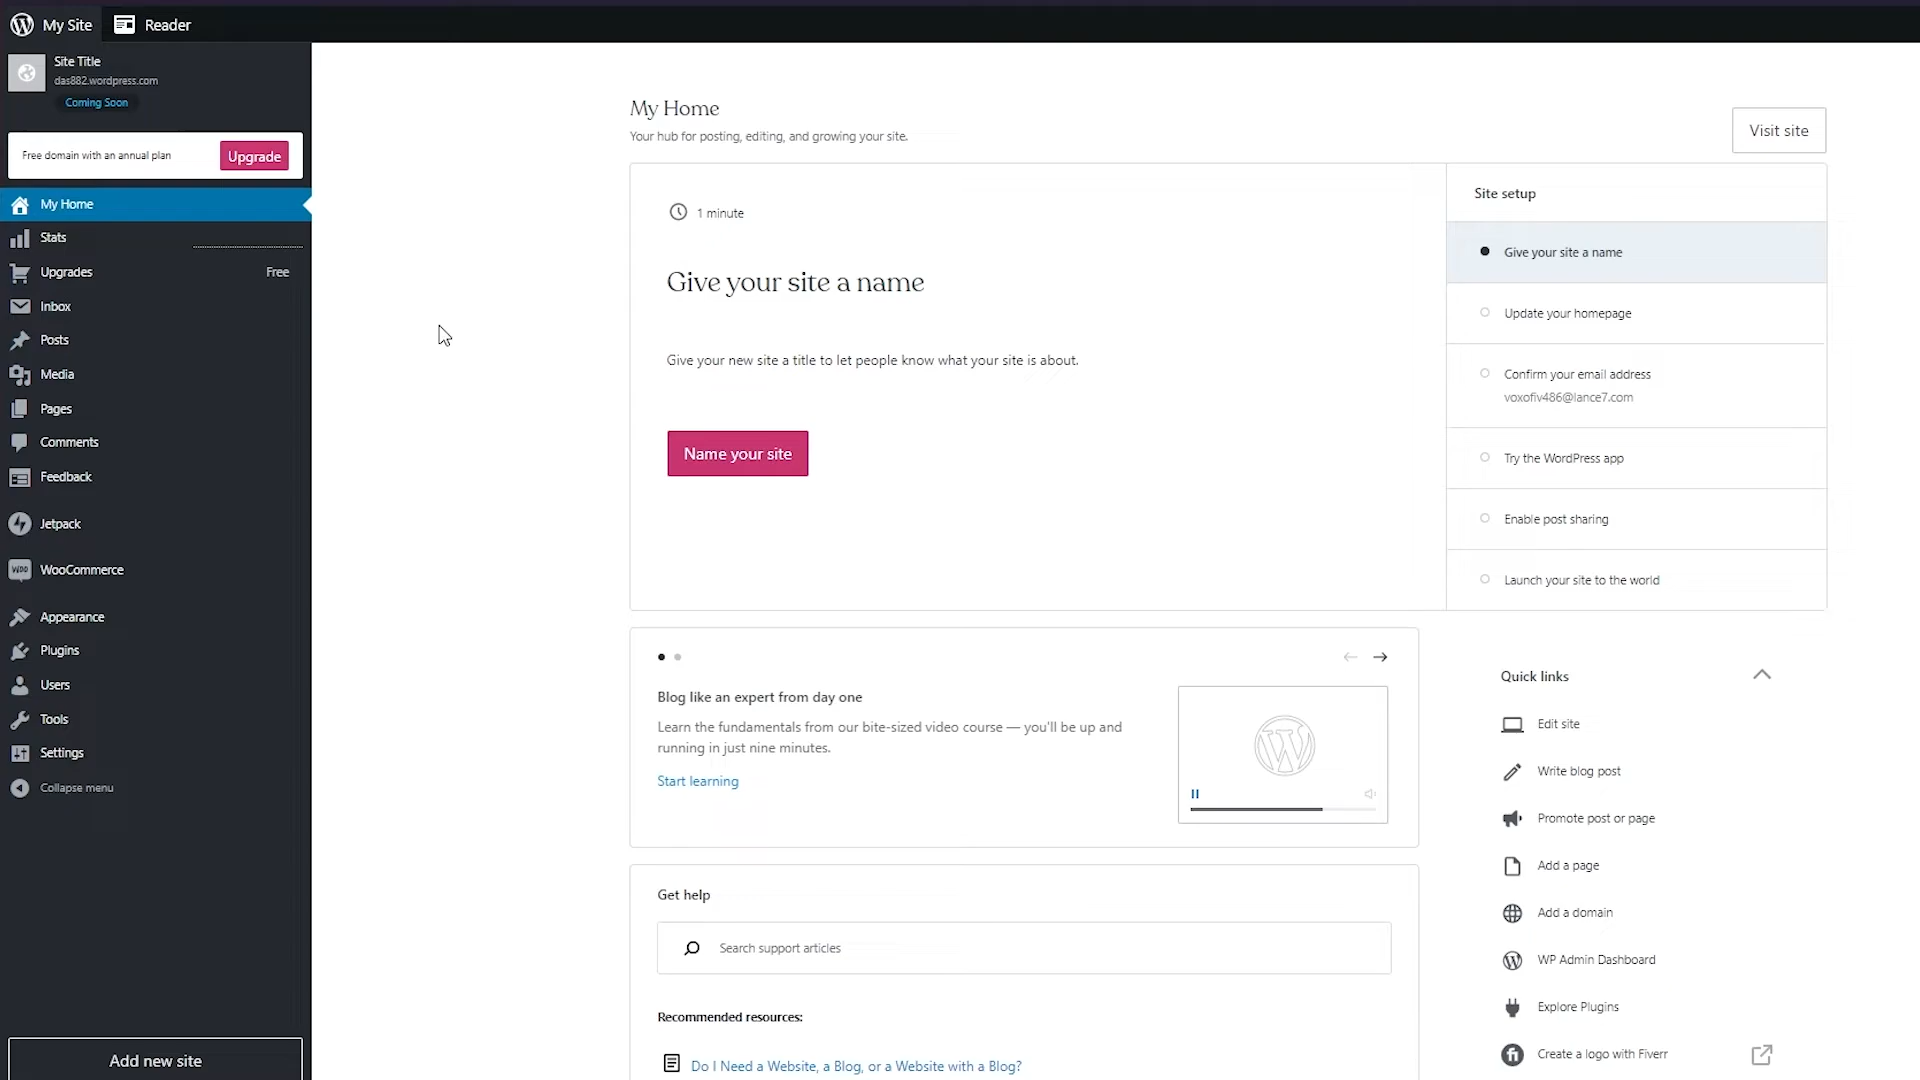 My Site
Reader
Site Title
das882.wordpress.com
Coming Soon
Free domain with an annual plan
Upgrade
My Home
Stats
Upgrades
Free
Inbox
Posts
Media
Pages
Comments
Feedback
Jetpack
WooCommerce
Appearance
Plugins
Users
Tools
Settings
Collapse menu
Add new site
My Home
Your hub for posting, editing, and growing your site.
Visit site
1 minute
Give your site a name
Give your new site a title to let people know what your site is about.
Name your site
Site setup
Give your site a name
Update your homepage
Confirm your email address
voxofiv486@lance7.com
Try the WordPress app
Enable post sharing
Launch your site to the world
Blog like an expert from day one
Learn the fundamentals from our bite-sized video course — you'll be up and
running in just nine minutes.
Start learning
Get help
Search support articles
Recommended resources:
Do I Need a Website, a Blog, or a Website with a Blog?
Quick links
Edit site
Write blog post
Promote post or page
Add a page
Add a domain
WP Admin Dashboard
Explore Plugins
Create a logo with Fiverr